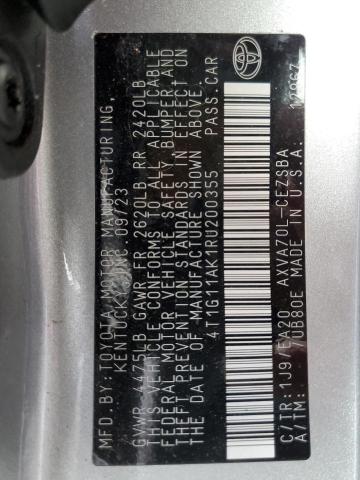 MFD. BY: TOYOTA MOTOR MANUFACTURING,
KENTUCKY, INC 09/23
GVWR 4475LB GAWR FR 2620LB RR 2420LB
THIS VEHICLE CONFORMS TO ALL APPLICABLE
FEDERAL MOTOR VEHICLE SAFETY, BUMPER AND
THEFT PREVENTION STANDARDS IN EFFECT ON
THE DATE OF MANUFACTURE SHOWN ABOVE.
4T1G11AK1RU200355 PASS.CAR
C/TR: 1J9/EA20 AXVA70L-CEZSBA
A/TM: /UB80E MADE IN U.S.A.